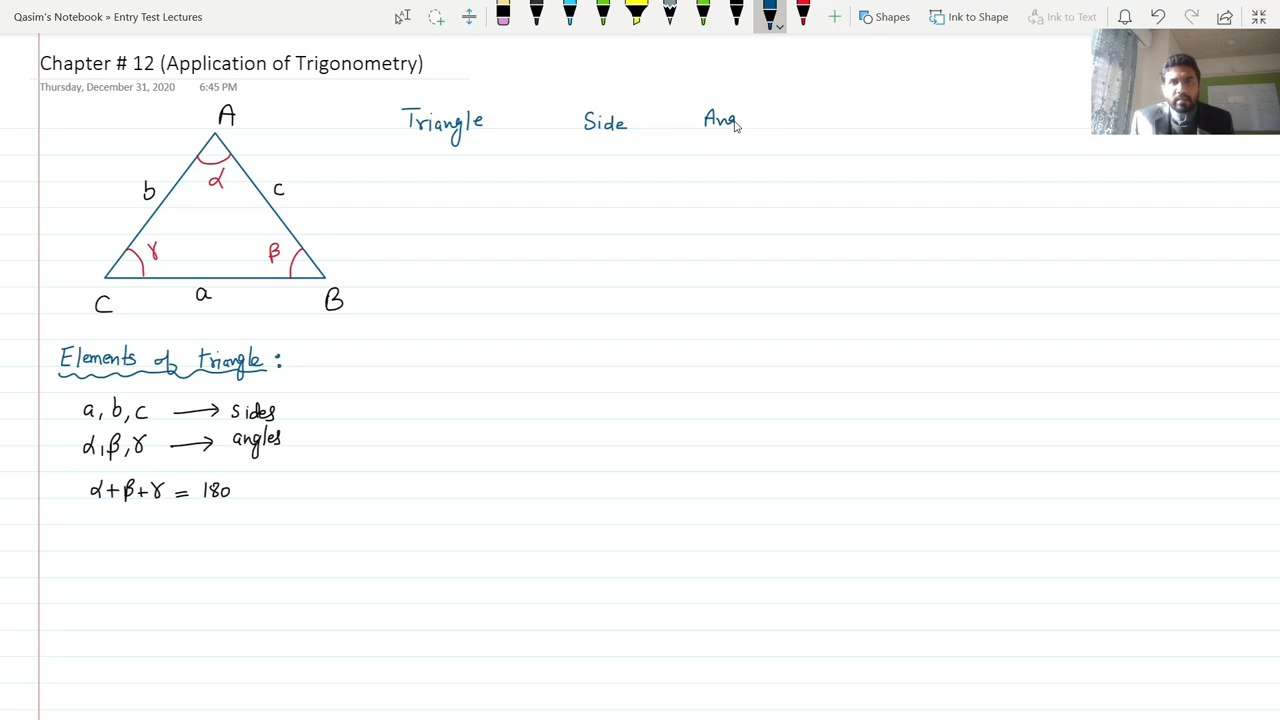 Qasim's Notebook » Entry Test Lectures
Shapes
Ink to Shape
Ink to Text
Chapter # 12 (Application of Trigonometry)
Thursday, December 31, 2020 6:45 PM
A
Triangle Side Ang
α
b c
γ β
C a B
Elements of triangle :
a, b, c → sides
α, β, γ → angles
α+β+γ = 180